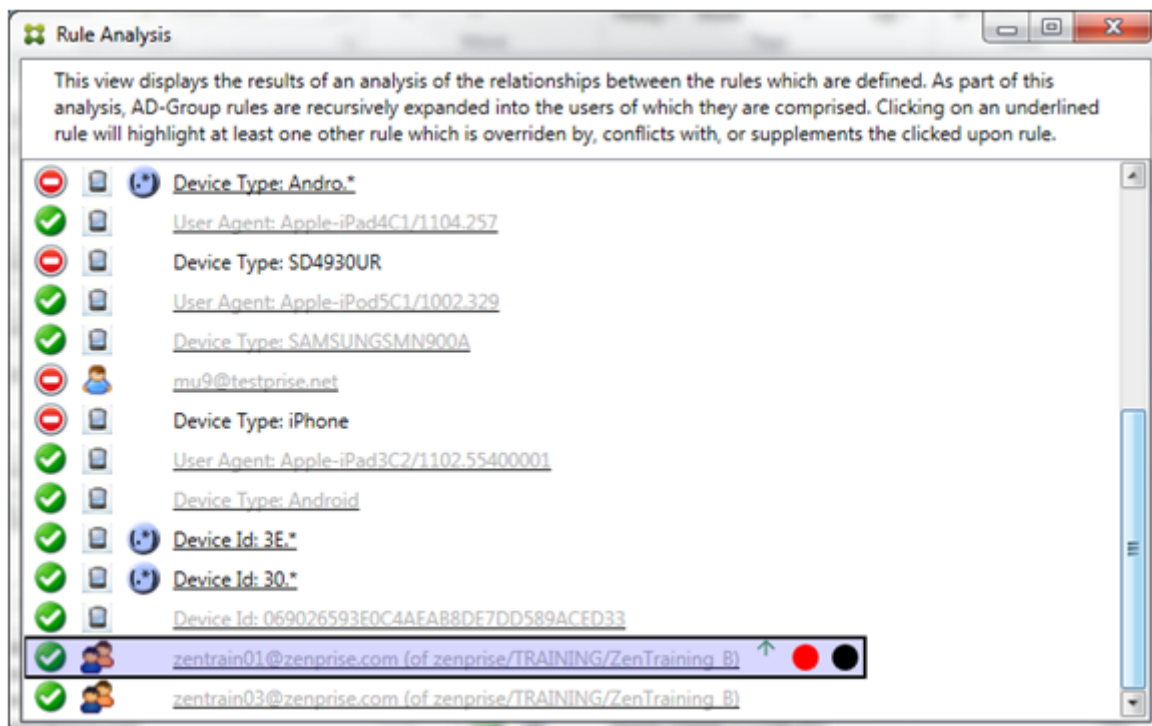 Rule Analysis
This view displays the results of an analysis of the relationships between the rules which are defined. As part of this
analysis, AD-Group rules are recursively expanded into the users of which they are comprised. Clicking on an underlined
rule will highlight at least one other rule which is overriden by, conflicts with, or supplements the clicked upon rule.
(.*) Device Type: Andro.*
User Agent: Apple-iPad4C1/1104.257
Device Type: SD4930UR
User Agent: Apple-iPod5C1/1002.329
Device Type: SAMSUNGSMN900A
mu9@testprise.net
Device Type: iPhone
User Agent: Apple-iPad3C2/1102.55400001
Device Type: Android
(.*) Device Id: 3E.*
(.*) Device Id: 30.*
Device Id: 069026593E0C4AEAB8DE7DD589ACED33
zentrain01@zenprise.com (of zenprise/TRAINING/ZenTraining_B)
zentrain03@zenprise.com (of zenprise/TRAINING/ZenTraining_B)